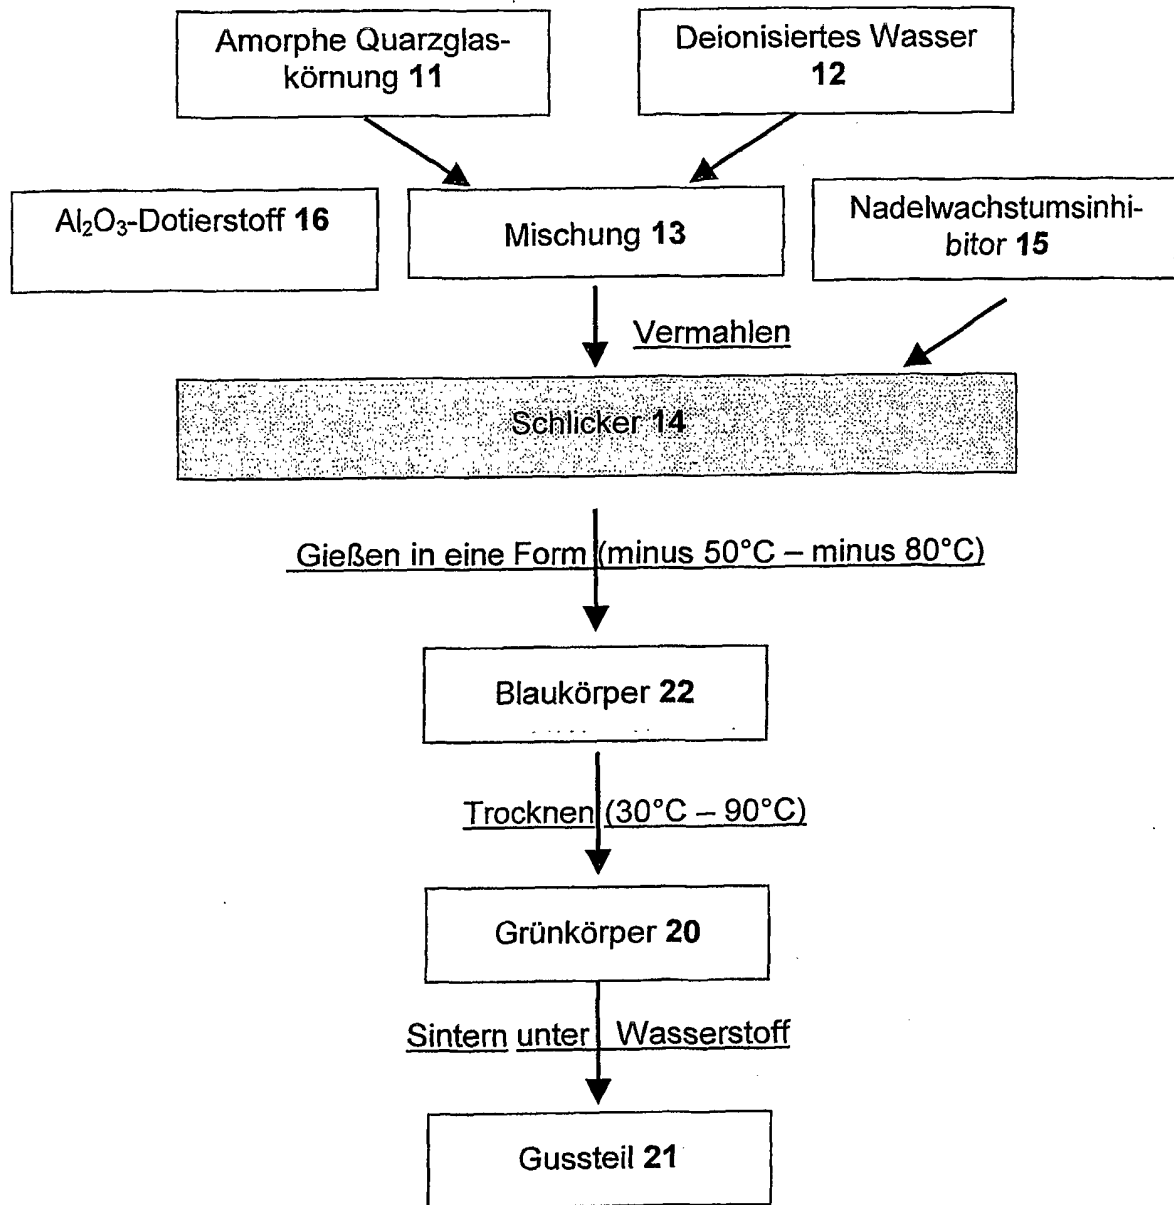 Amorphe Quarzglas-
körnung 11
Deionisiertes Wasser
12
Al₂O₃-Dotierstoff 16
Mischung 13
Nadelwachstumsinhi-
bitor 15
Vermahlen
Schlicker 14
Gießen in eine Form (minus 50°C – minus 80°C)
Blaukörper 22
Trocknen (30°C – 90°C)
Grünkörper 20
Sintern unter Wasserstoff
Gussteil 21